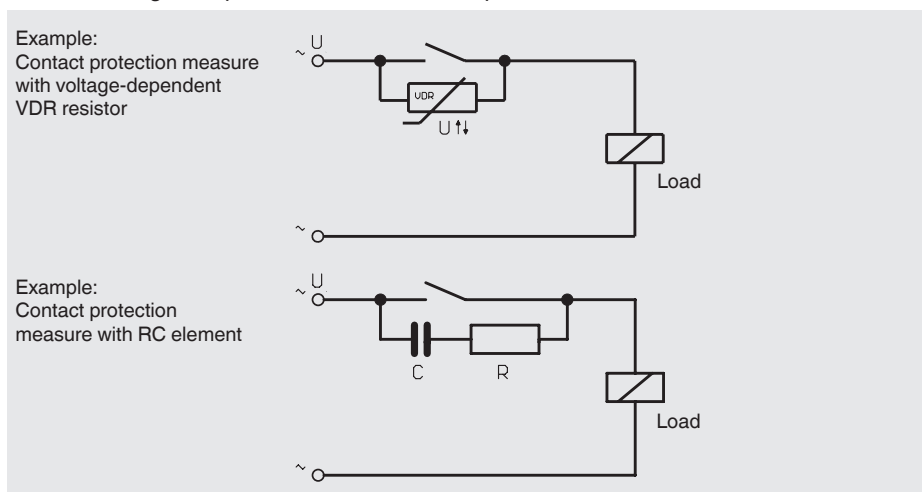 Example:
Contact protection measure
with voltage-dependent
VDR resistor
~ U
VDR
U ↑↓
Load
~
Example:
Contact protection
measure with RC element
~ U
C R
Load
~